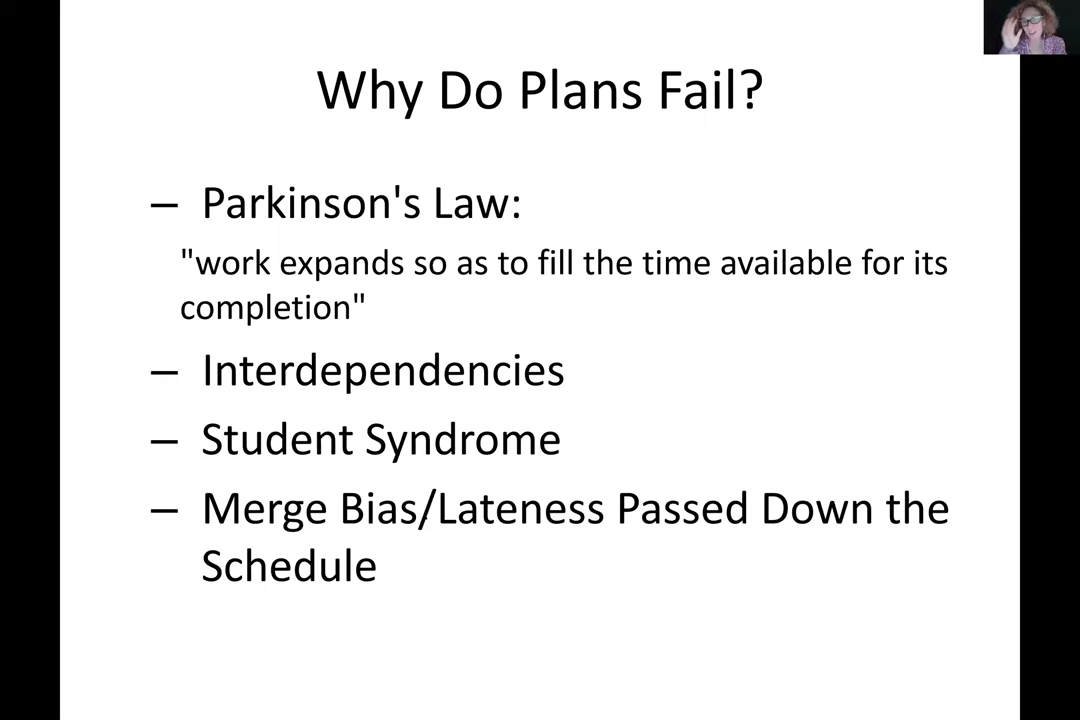 Why Do Plans Fail?
– Parkinson's Law:
"work expands so as to fill the time available for its
completion"
– Interdependencies
– Student Syndrome
– Merge Bias/Lateness Passed Down the
Schedule